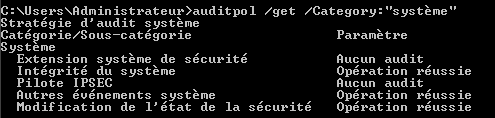 C:\Users\Administrateur>auditpol /get /Category:"système"
Stratégie d'audit système
Catégorie/Sous-catégorie                Paramètre
Système
  Extension système de sécurité         Aucun audit
  Intégrité du système                  Opération réussie
  Pilote IPSEC                          Aucun audit
  Autres événements système             Opération réussie
  Modification de l'état de la sécurité Opération réussie